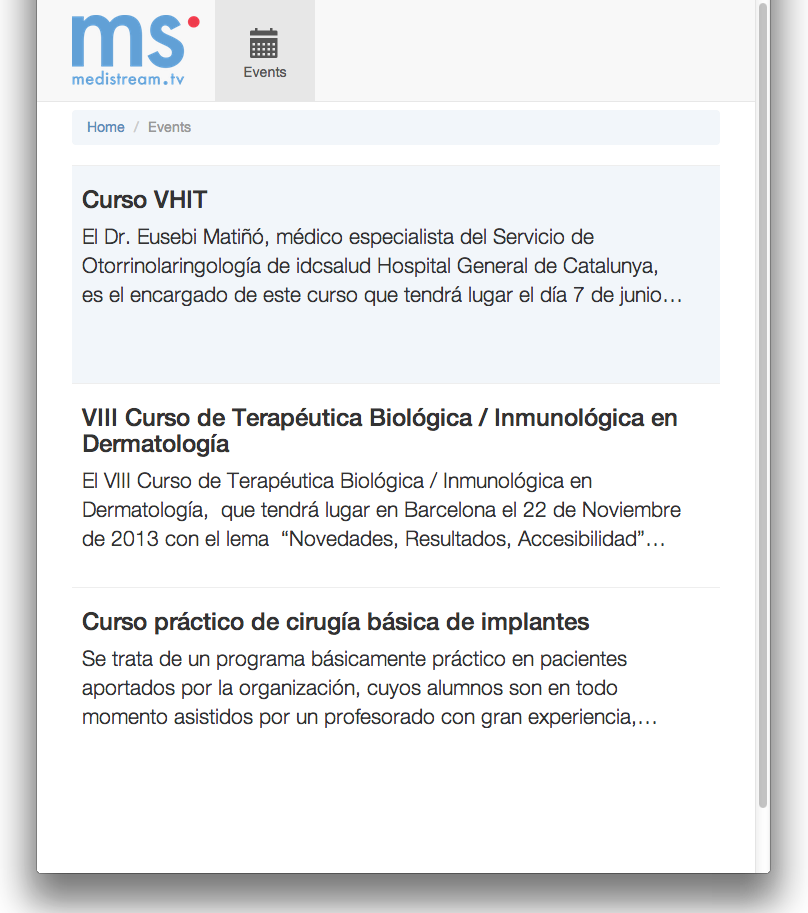 ms
medistream.tv
Events
Home / Events
Curso VHIT
El Dr. Eusebi Matiñó, médico especialista del Servicio de
Otorrinolaringología de idcsalud Hospital General de Catalunya,
es el encargado de este curso que tendrá lugar el día 7 de junio…
VIII Curso de Terapéutica Biológica / Inmunológica en
Dermatología
El VIII Curso de Terapéutica Biológica / Inmunológica en
Dermatología,  que tendrá lugar en Barcelona el 22 de Noviembre
de 2013 con el lema  “Novedades, Resultados, Accesibilidad”…
Curso práctico de cirugía básica de implantes
Se trata de un programa básicamente práctico en pacientes
aportados por la organización, cuyos alumnos son en todo
momento asistidos por un profesorado con gran experiencia,…